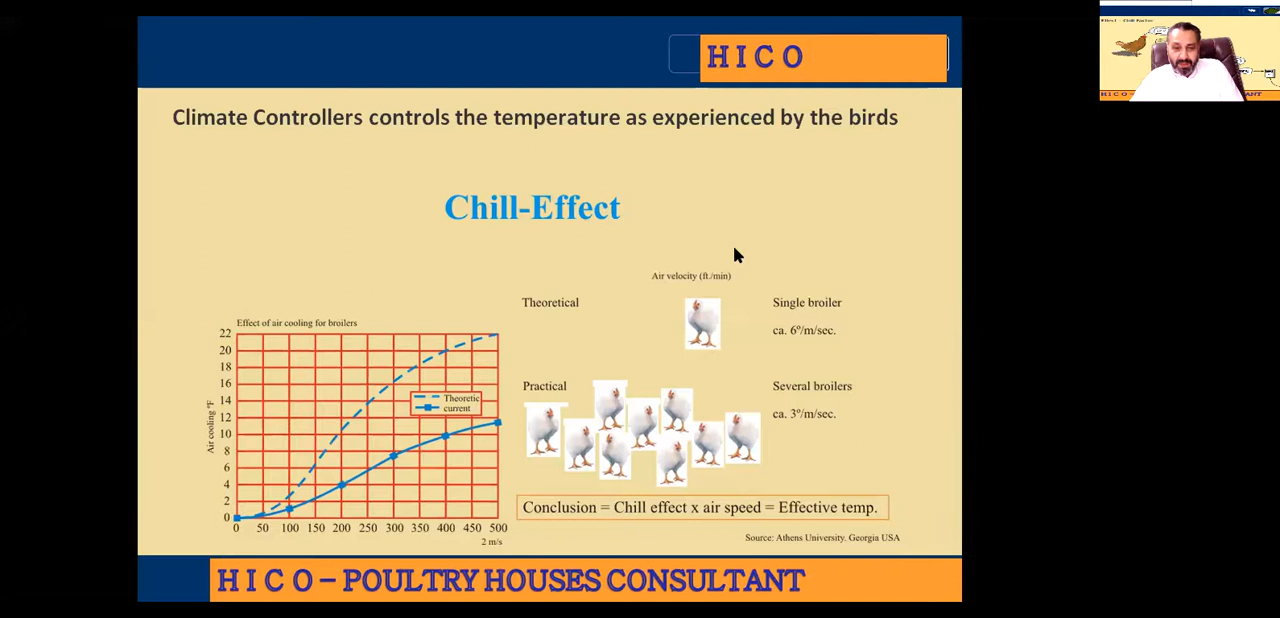 HICO
Climate Controllers controls the temperature as experienced by the birds
Chill-Effect
Air velocity (ft./min)
Theoretical
Single broiler
ca. 6º/m/sec.
Practical
Several broilers
ca. 3º/m/sec.
Effect of air cooling for broilers
22
20
18
16
14
12
10
8
6
4
2
0
Air cooling ºF
Theoretic
current
0 50 100 150 200 250 300 350 400 450 500
2 m/s
Conclusion = Chill effect x air speed = Effective temp.
Source: Athens University. Georgia USA
HICO – POULTRY HOUSES CONSULTANT